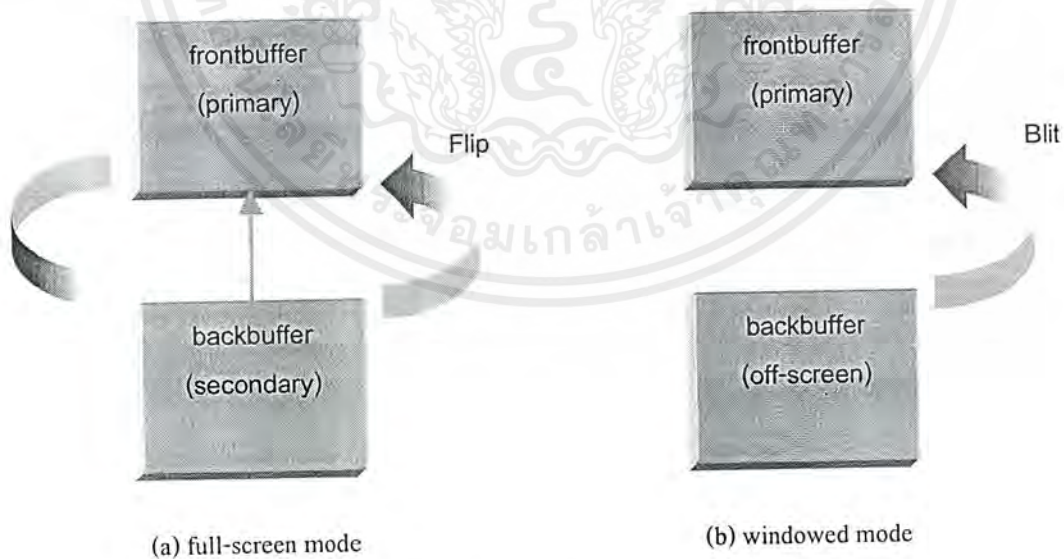 frontbuffer
(primary)
Flip
backbuffer
(secondary)
(a) full-screen mode
frontbuffer
(primary)
Blit
backbuffer
(off-screen)
(b) windowed mode